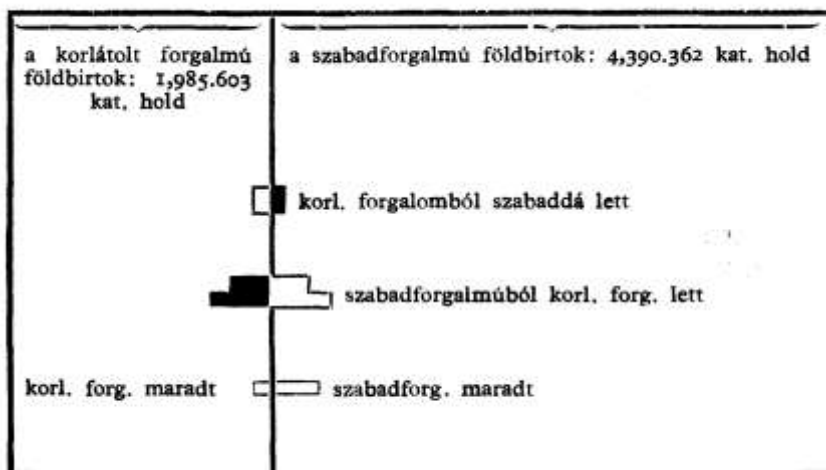 a korlátolt forgalmú
földbirtok: 1,985.603
kat. hold
a szabadforgalmú földbirtok: 4,390.362 kat. hold
korl. forgalomból szabaddá lett
szabadforgalmúból korl. forg. lett
korl. forg. maradt
szabadforg. maradt